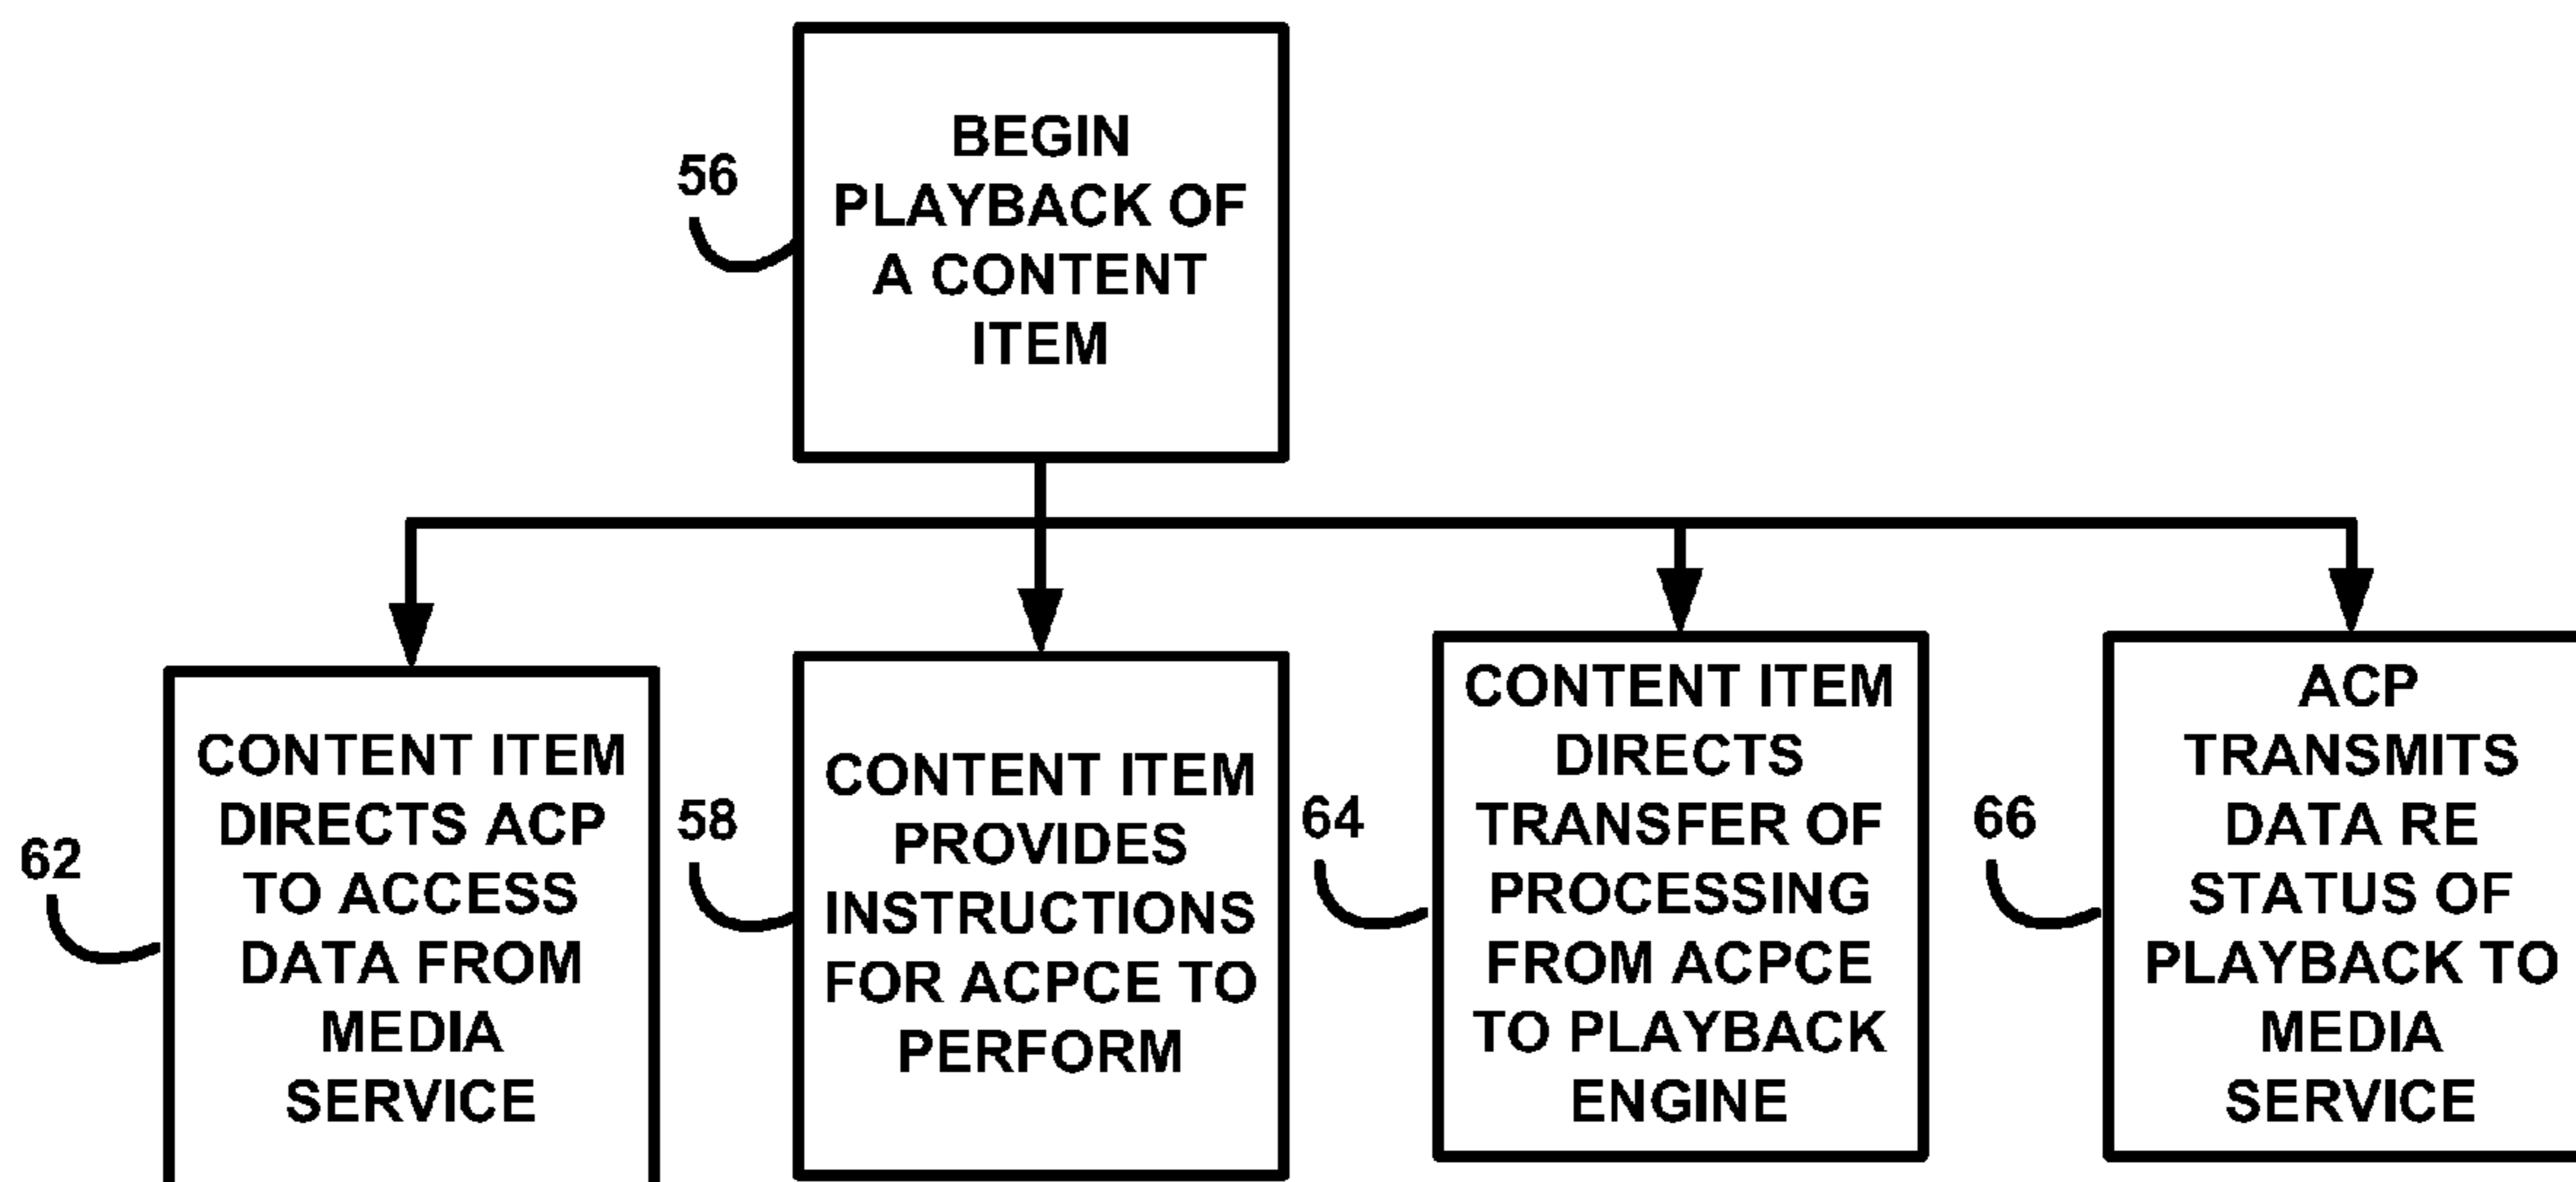 56
BEGIN
PLAYBACK OF
A CONTENT
ITEM
62
CONTENT ITEM
DIRECTS ACP
TO ACCESS
DATA FROM
MEDIA
SERVICE
58
CONTENT ITEM
PROVIDES
INSTRUCTIONS
FOR ACPCE TO
PERFORM
64
CONTENT ITEM
DIRECTS
TRANSFER OF
PROCESSING
FROM ACPCE
TO PLAYBACK
ENGINE
66
ACP
TRANSMITS
DATA RE
STATUS OF
PLAYBACK TO
MEDIA
SERVICE